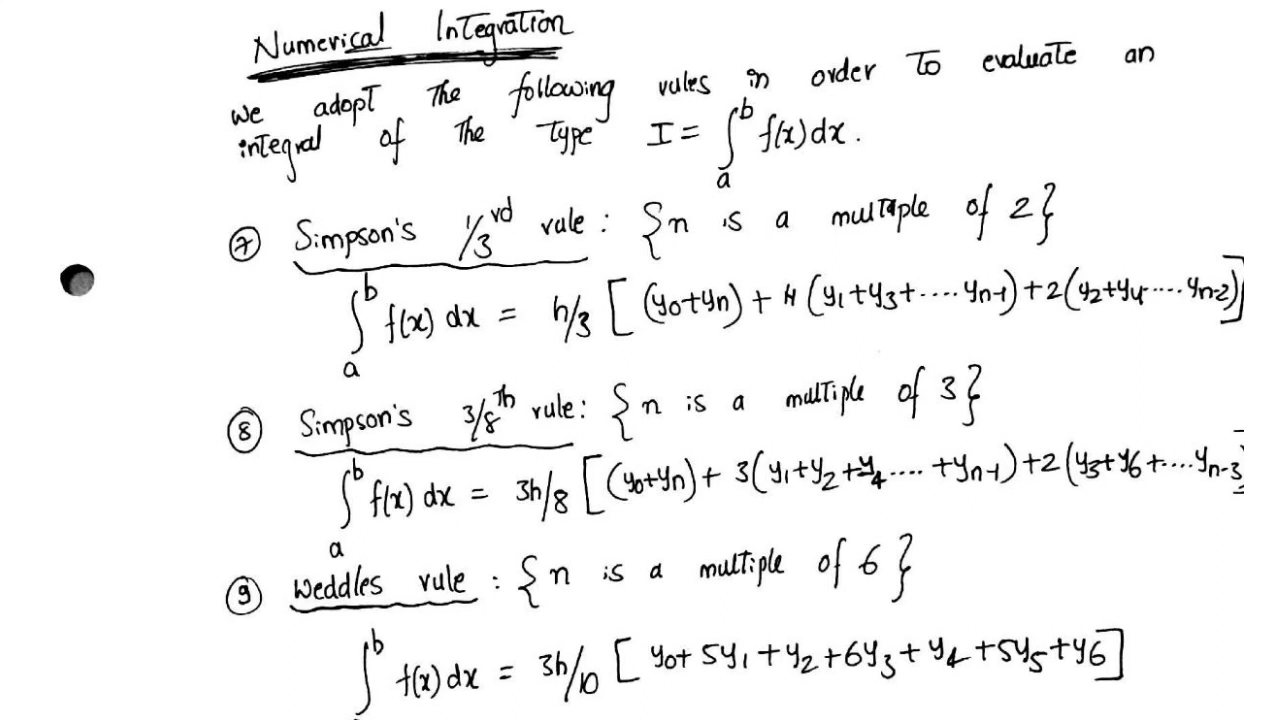 Numerical Integration
we adopt the following rules in order to evaluate an
integral of the type I = ∫ₐᵇ f(x) dx.
⑦ Simpson's 1/3rd rule : {n is a multiple of 2}
∫ₐᵇ f(x) dx = h/3 [ (y₀+yₙ) + 4 (y₁+y₃+....yₙ₋₁) + 2(y₂+y₄.....yₙ₋₂)]
⑧ Simpson's 3/8th rule: {n is a multiple of 3}
∫ₐᵇ f(x) dx = 3h/8 [(y₀+yₙ) + 3(y₁+y₂+y₄.... +yₙ₋₁)+2(y₃+y₆+....yₙ₋₃]
⑨ Weddles rule : {n is a multiple of 6}
∫ᵇ f(x) dx = 3h/10 [ y₀+ 5y₁ + y₂ + 6y₃ + y₄ + 5y₅ + y₆]